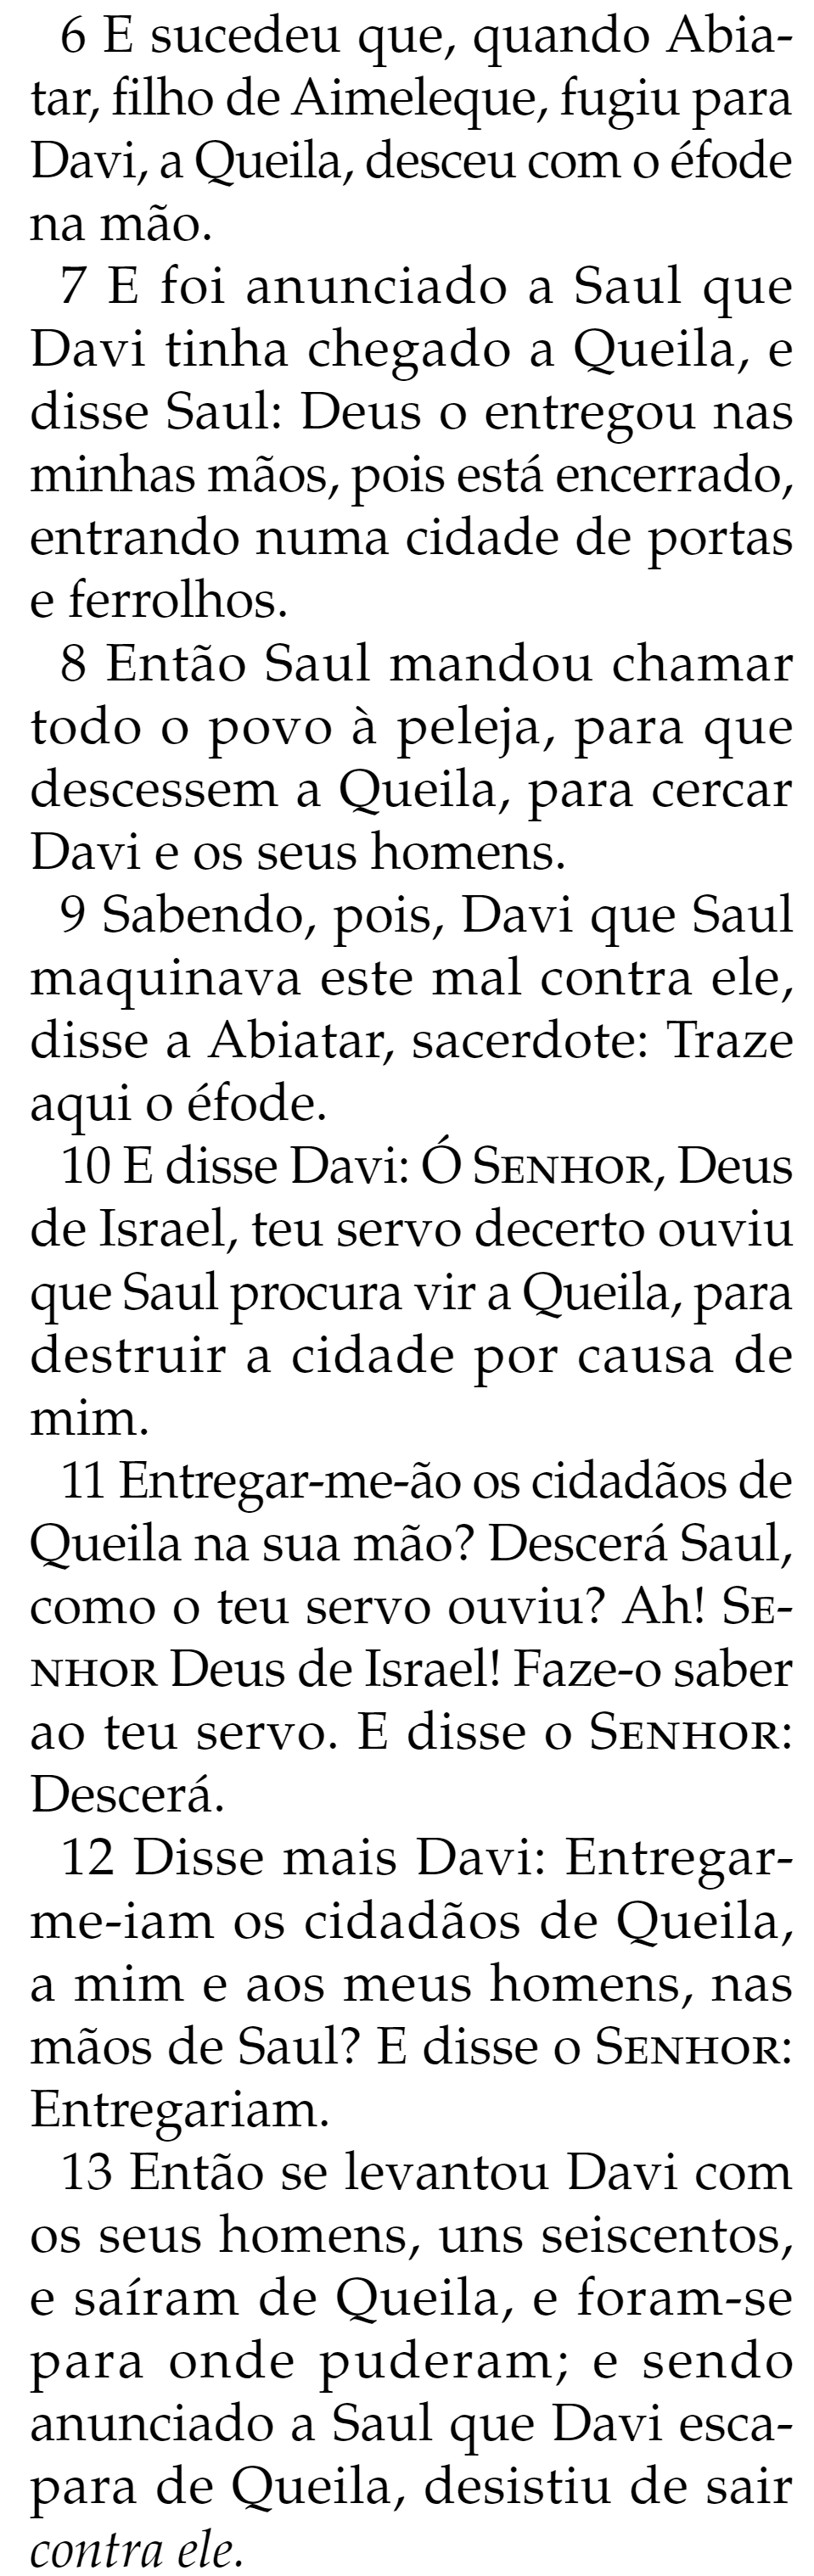 6 E sucedeu que, quando Abia-
tar, filho de Aimeleque, fugiu para
Davi, a Queila, desceu com o éfode
na mão.
7 E foi anunciado a Saul que
Davi tinha chegado a Queila, e
disse Saul: Deus o entregou nas
minhas mãos, pois está encerrado,
entrando numa cidade de portas
e ferrolhos.
8 Então Saul mandou chamar
todo o povo à peleja, para que
descessem a Queila, para cercar
Davi e os seus homens.
9 Sabendo, pois, Davi que Saul
maquinava este mal contra ele,
disse a Abiatar, sacerdote: Traze
aqui o éfode.
10 E disse Davi: Ó SENHOR, Deus
de Israel, teu servo decerto ouviu
que Saul procura vir a Queila, para
destruir a cidade por causa de
mim.
11 Entregar-me-ão os cidadãos de
Queila na sua mão? Descerá Saul,
como o teu servo ouviu? Ah! SE-
NHOR Deus de Israel! Faze-o saber
ao teu servo. E disse o SENHOR:
Descerá.
12 Disse mais Davi: Entregar-
me-iam os cidadãos de Queila,
a mim e aos meus homens, nas
mãos de Saul? E disse o SENHOR:
Entregariam.
13 Então se levantou Davi com
os seus homens, uns seiscentos,
e saíram de Queila, e foram-se
para onde puderam; e sendo
anunciado a Saul que Davi esca-
para de Queila, desistiu de sair
contra ele.